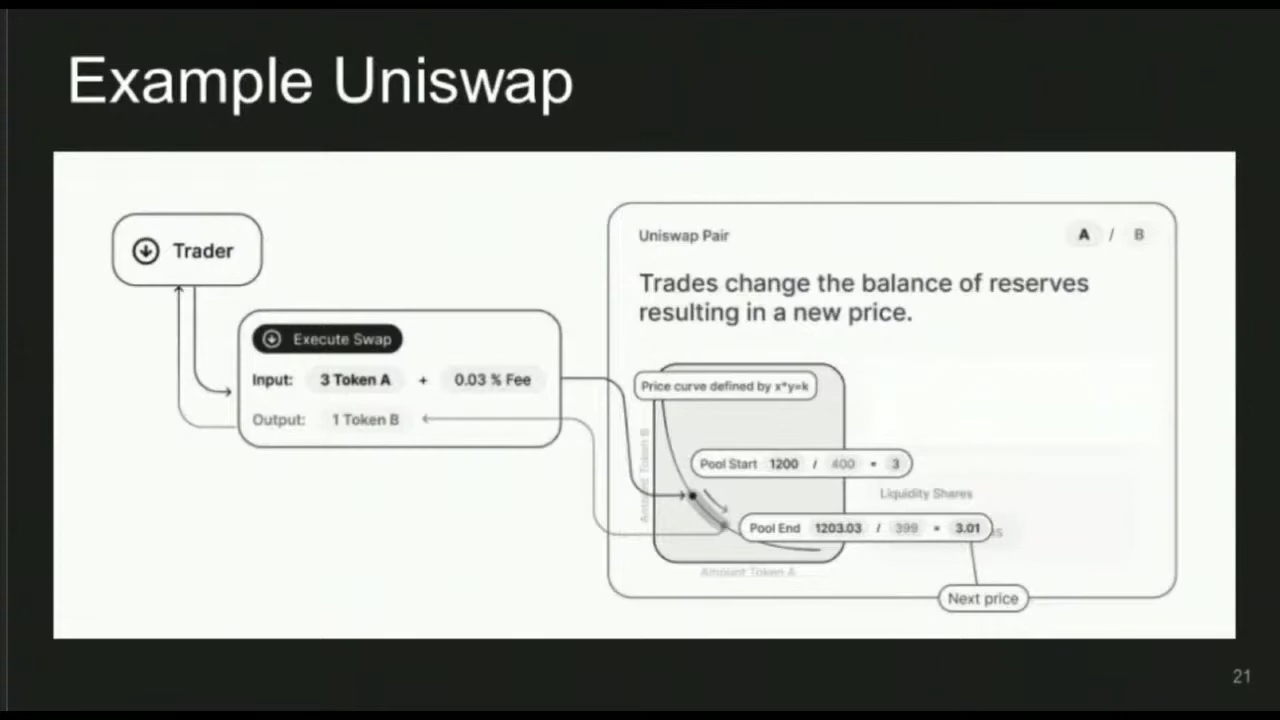 Example Uniswap
Trader
Execute Swap
Input: 3 Token A + 0.03 % Fee
Output: 1 Token B
Uniswap Pair
A / B
Trades change the balance of reserves
resulting in a new price.
Price curve defined by x*y=k
Amount Token B
Pool Start 1200 / 400 = 3
Liquidity Shares
Pool End 1203.03 / 399 = 3.01
Amount Token A
Next price
21